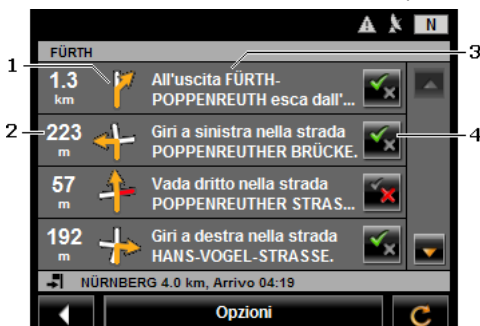 N
FÜRTH
1
3
1.3
km
All'uscita FÜRTH-
POPPENREUTH esca dall'...
2
223
m
Giri a sinistra nella strada
POPPENREUTHER BRÜCKE.
4
57
m
Vada dritto nella strada
POPPENREUTHER STRAS...
192
m
Giri a destra nella strada
HANS-VOGEL-STRASSE.
NÜRNBERG 4.0 km, Arrivo 04:19
Opzioni